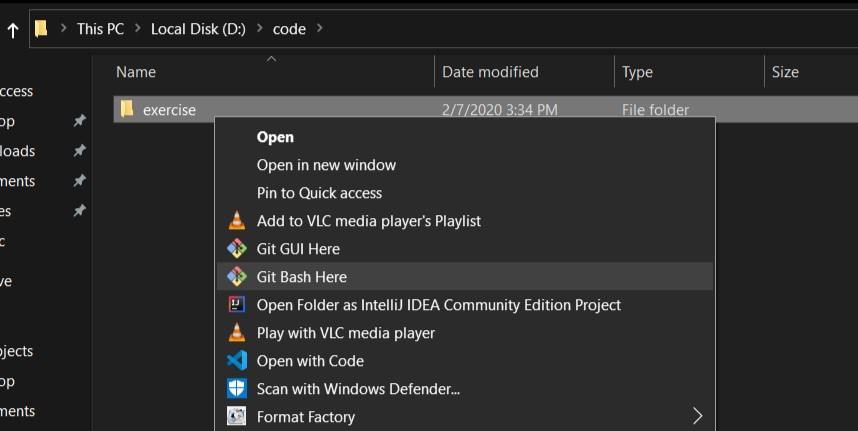 This PC > Local Disk (D:) > code >
Name Date modified Type Size
ccess
exercise 2/7/2020 3:34 PM File folder
op
loads
ments
es
c
ve
ojects
op
ments
Open
Open in new window
Pin to Quick access
Add to VLC media player's Playlist
Git GUI Here
Git Bash Here
Open Folder as IntelliJ IDEA Community Edition Project
Play with VLC media player
Open with Code
Scan with Windows Defender...
Format Factory